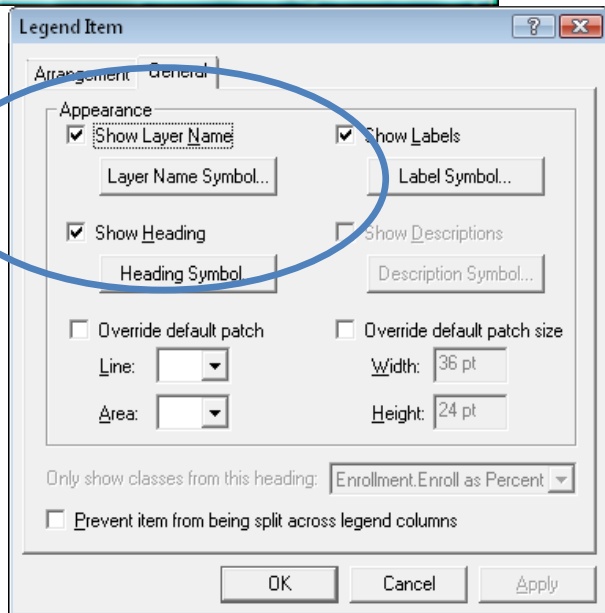 Legend Item
Arrangement General
Appearance
Show Layer Name Show Labels
Layer Name Symbol... Label Symbol...
Show Heading Show Descriptions
Heading Symbol... Description Symbol...
Override default patch Override default patch size
Line: Width: 36 pt
Area: Height: 24 pt
Only show classes from this heading: Enrollment.Enroll as Percent
Prevent item from being split across legend columns
OK Cancel Apply